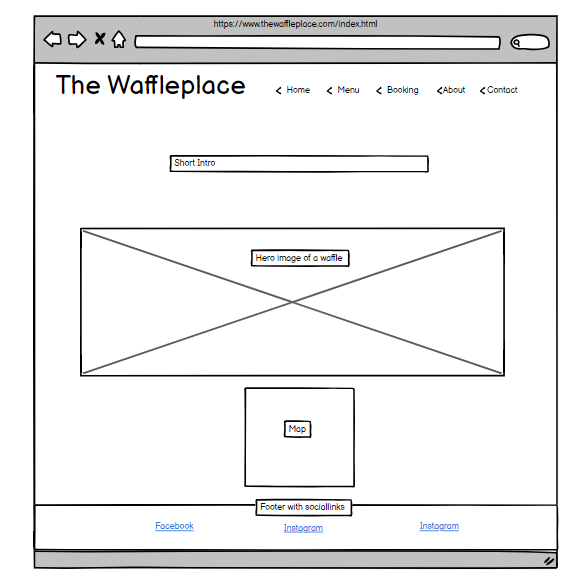 https://www.thewaffleplace.com/index.html
The Waffleplace
< Home < Menu < Booking <About <Contact
Short Intro
Hero image of a waffle
Map
Footer with sociallinks
Facebook Instagram Instagram